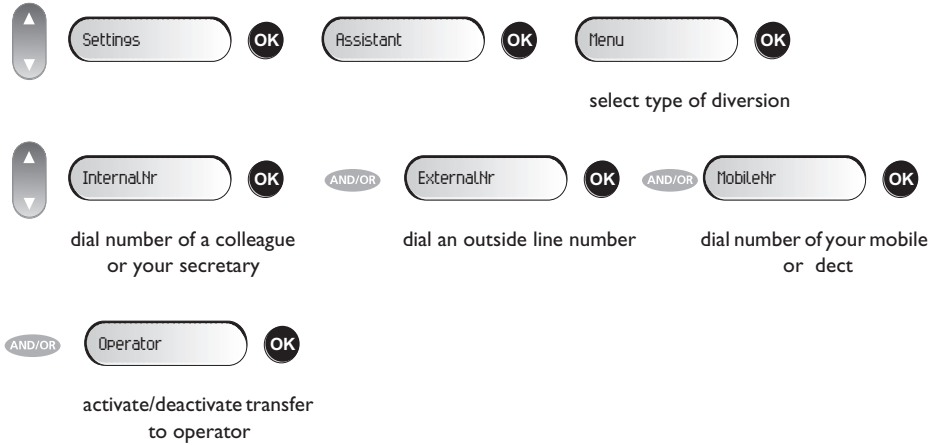 Settings OK Assistant OK Menu OK
select type of diversion
InternalNr OK AND/OR ExternalNr OK AND/OR MobileNr OK
dial number of a colleague
or your secretary
dial an outside line number
dial number of your mobile
or dect
AND/OR Operator OK
activate/deactivate transfer
to operator